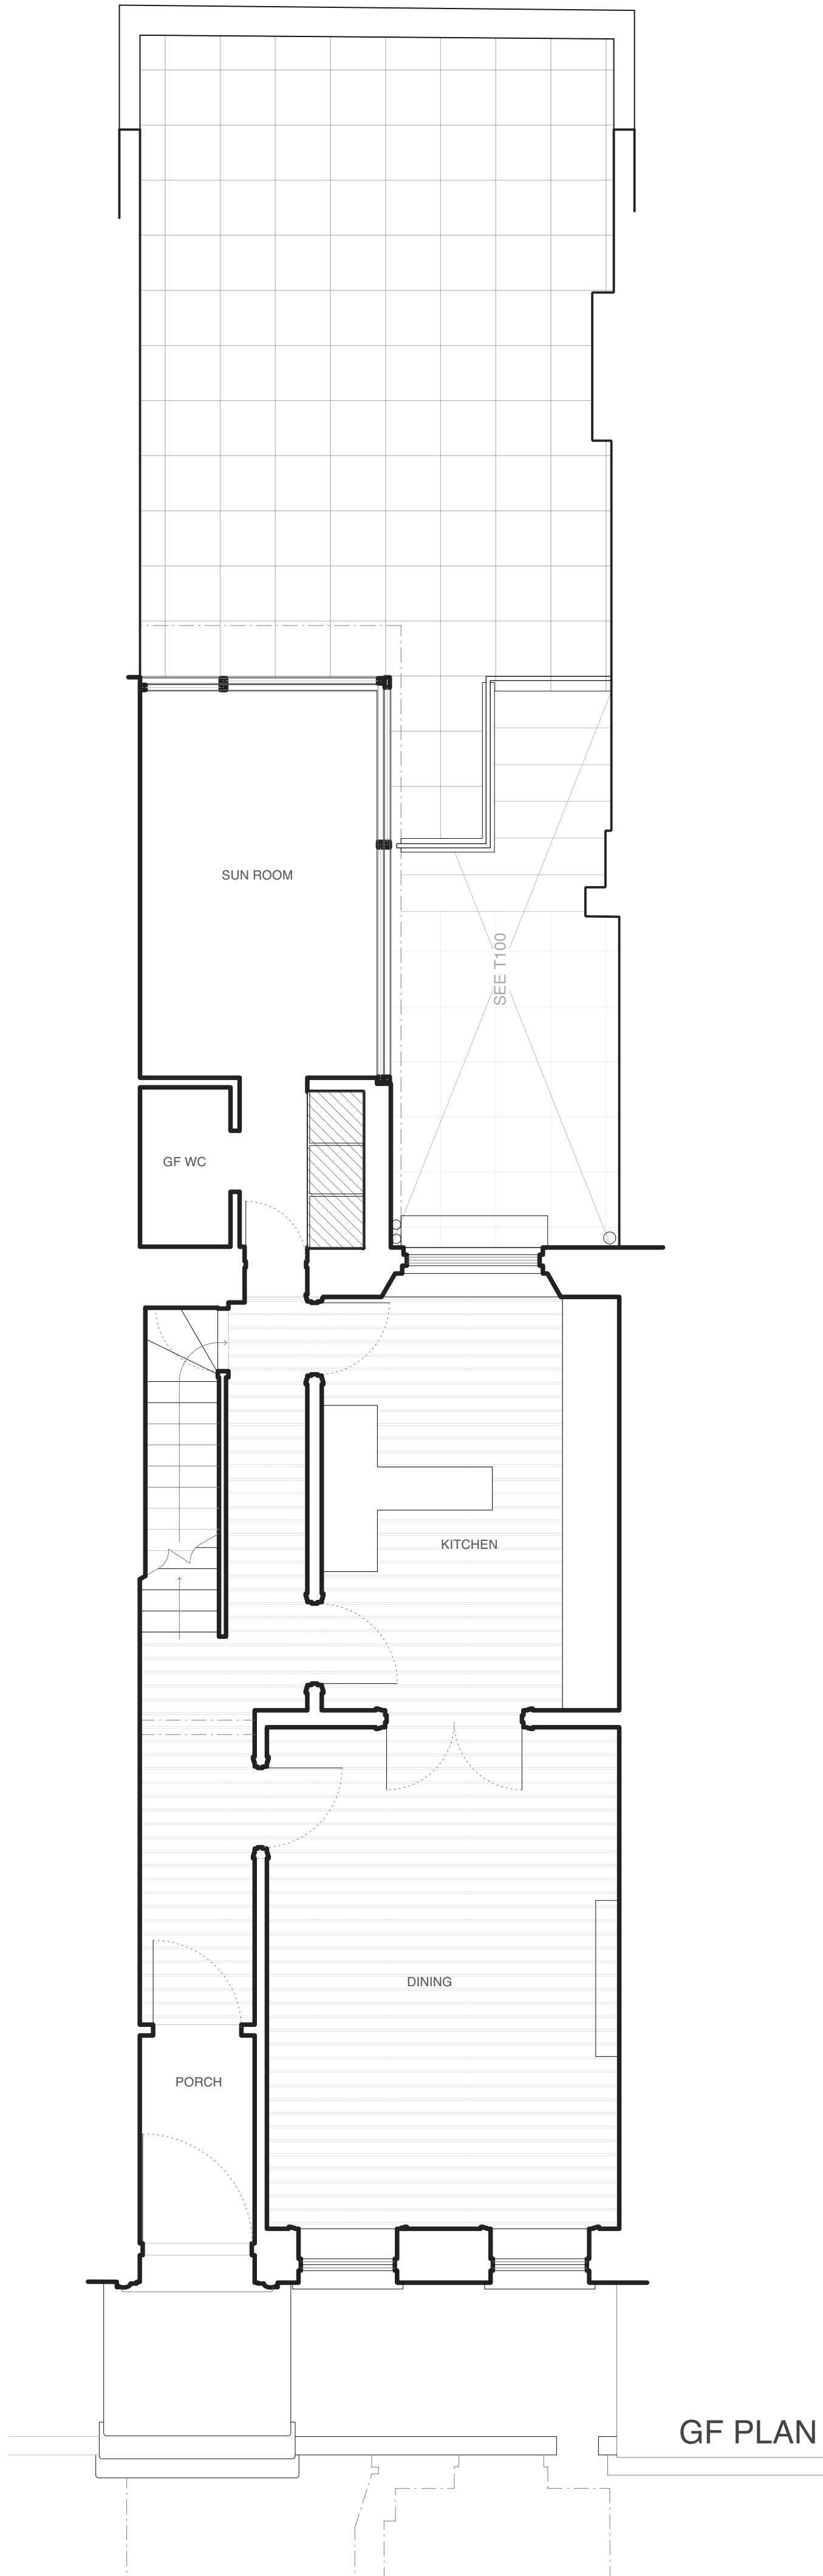 SUN ROOM
SEE T100
GF WC
KITCHEN
DINING
PORCH
GF PLAN